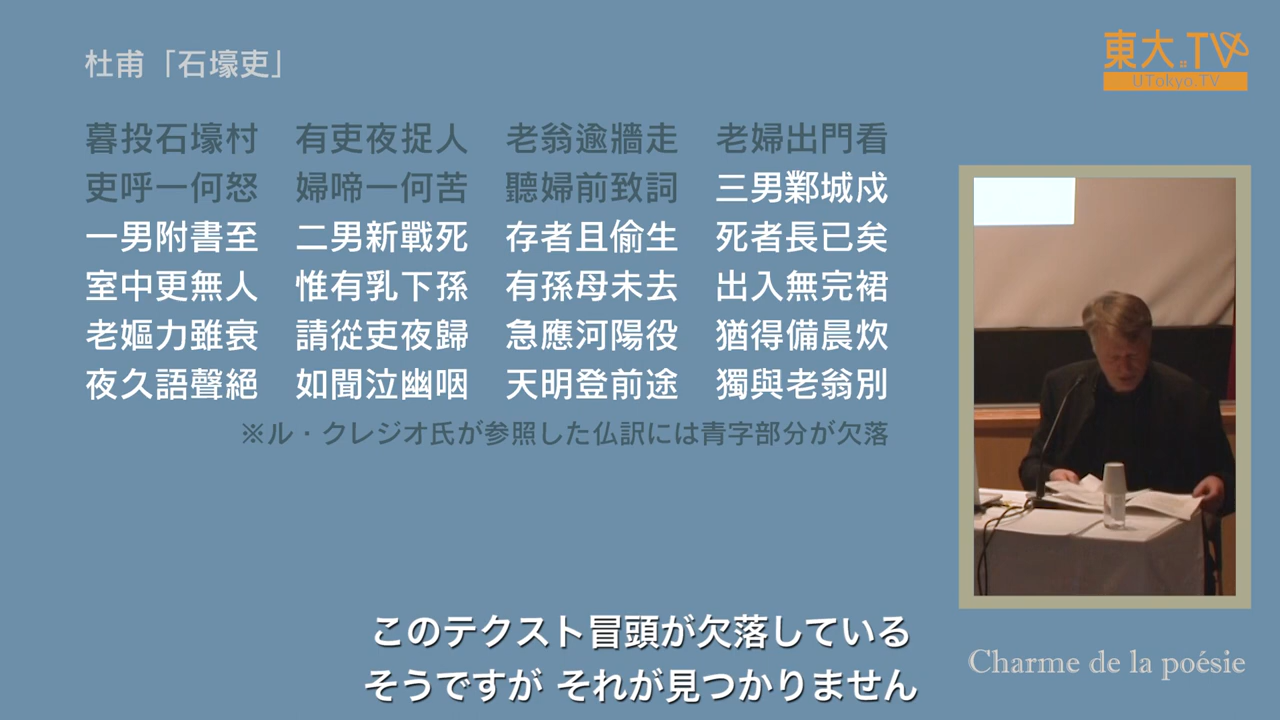 杜甫「石壕吏」
東大.TV
UTokyo.TV
暮投石壕村 有吏夜捉人 老翁逾牆走 老婦出門看
吏呼一何怒 婦啼一何苦 聽婦前致詞 三男鄴城戍
一男附書至 二男新戰死 存者且偷生 死者長已矣
室中更無人 惟有乳下孫 有孫母未去 出入無完裙
老嫗力雖衰 請從吏夜歸 急應河陽役 猶得備晨炊
夜久語聲絕 如聞泣幽咽 天明登前途 獨與老翁別
※ル・クレジオ氏が参照した仏訳には青字部分が欠落
このテクスト冒頭が欠落している
そうですが それが見つかりません
Charme de la poésie